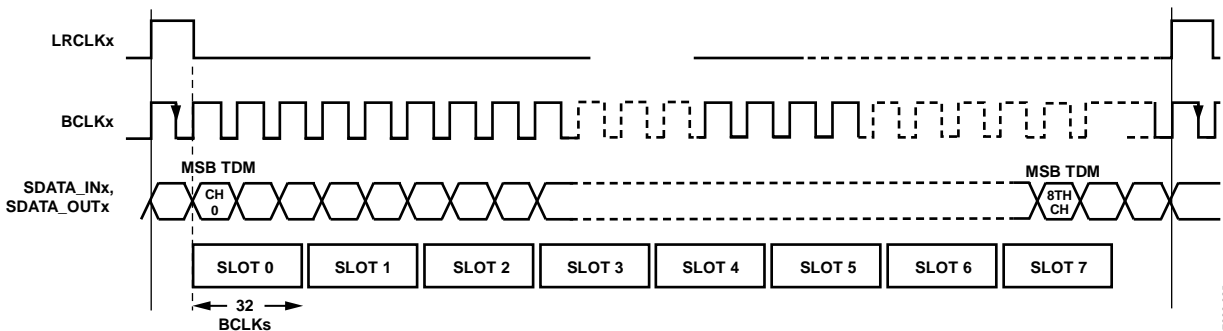 LRCLKx
BCLKx
MSB TDM
MSB TDM
SDATA_INx,
SDATA_OUTx
CH
0
8TH
CH
SLOT 0
SLOT 1
SLOT 2
SLOT 3
SLOT 4
SLOT 5
SLOT 6
SLOT 7
32
BCLKs